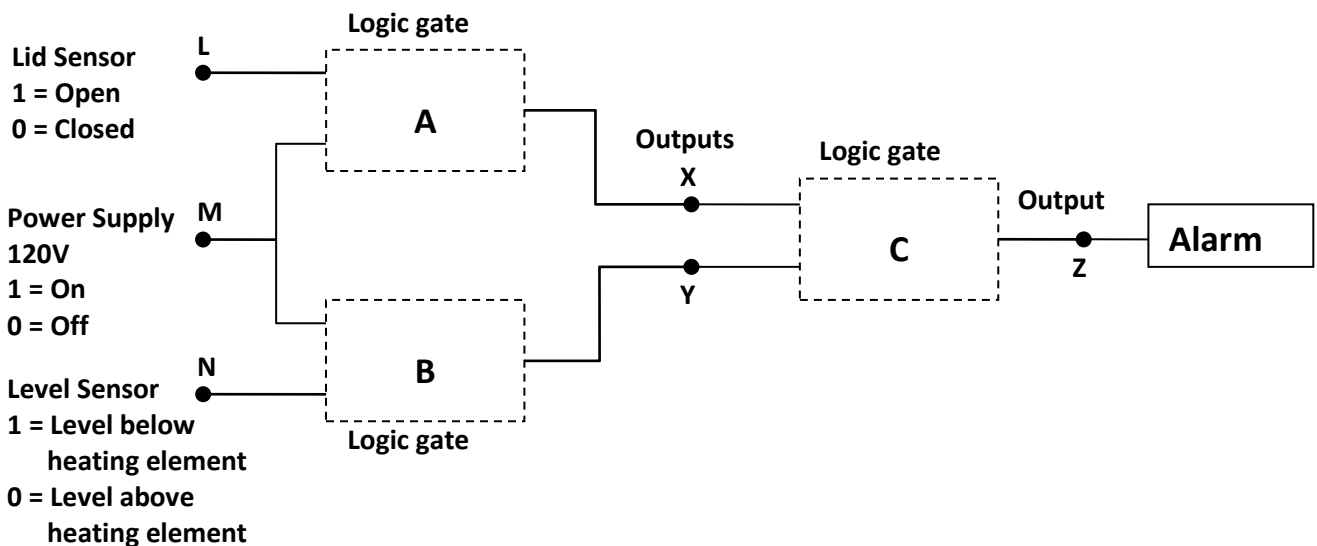 Logic gate
Lid Sensor
1 = Open
0 = Closed
L
A
Outputs
X
Logic gate
Power Supply
120V
1 = On
0 = Off
M
C
Output
Z
Alarm
Y
B
Logic gate
N
Level Sensor
1 = Level below
heating element
0 = Level above
heating element